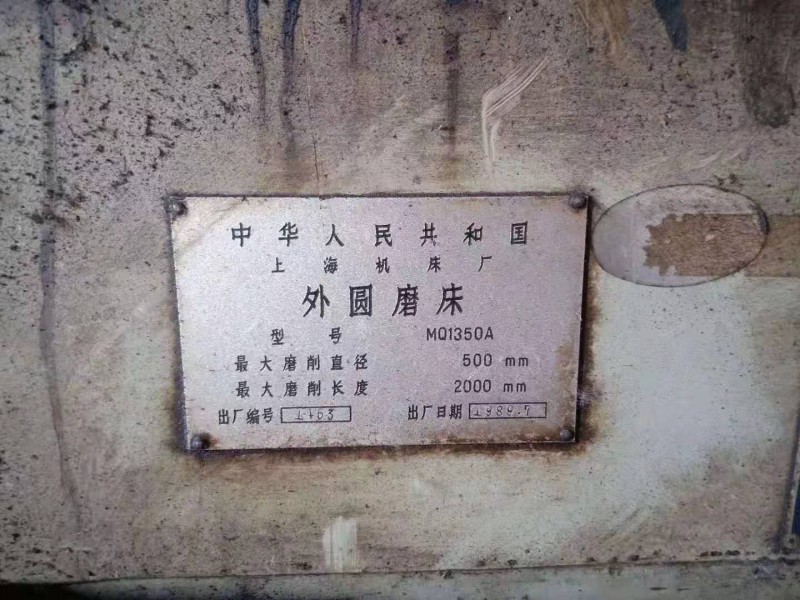 中华人民共和国
上海机床厂
外圆磨床
型号 MQ1350A
最大磨削直径 500 mm
最大磨削长度 2000 mm
出厂编号 出厂日期 1989.7